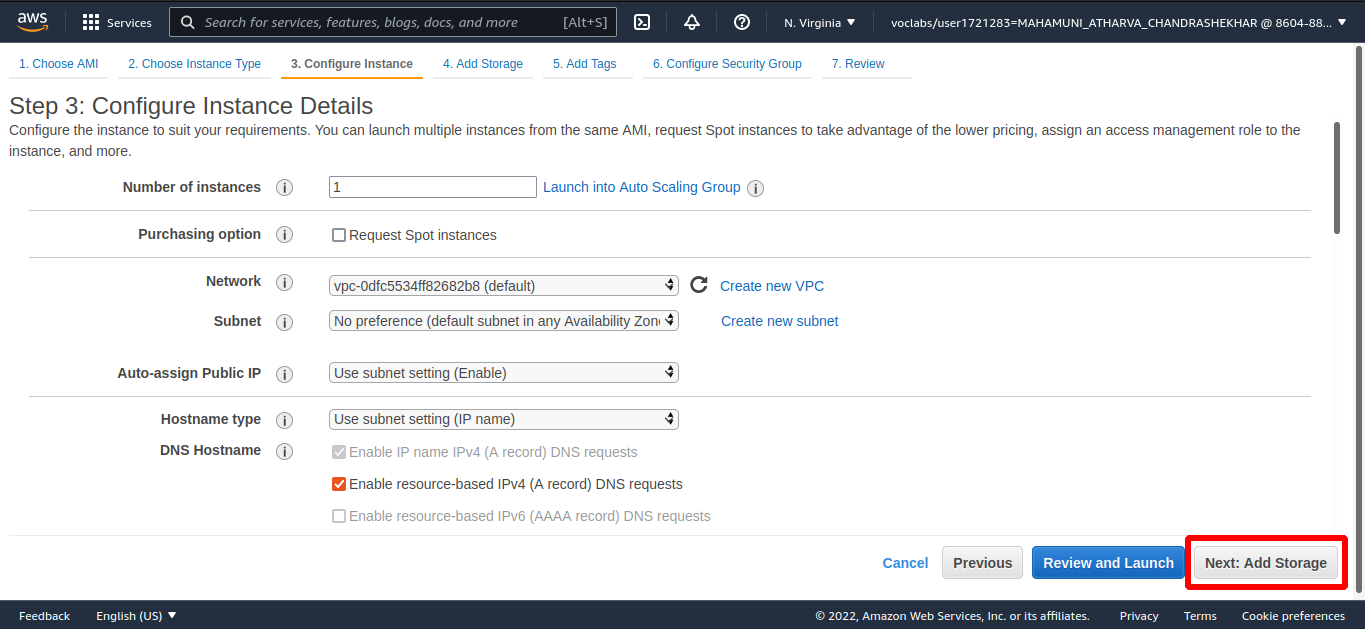 aws
Services
Search for services, features, blogs, docs, and more [Alt+S]
N. Virginia
voclabs/user1721283=MAHAMUNI_ATHARVA_CHANDRASHEKHAR @ 8604-88...
1. Choose AMI
2. Choose Instance Type
3. Configure Instance
4. Add Storage
5. Add Tags
6. Configure Security Group
7. Review
Step 3: Configure Instance Details
Configure the instance to suit your requirements. You can launch multiple instances from the same AMI, request Spot instances to take advantage of the lower pricing, assign an access management role to the
instance, and more.
Number of instances i 1 Launch into Auto Scaling Group i
Purchasing option i Request Spot instances
Network i vpc-0dfc5534ff82682b8 (default) Create new VPC
Subnet i No preference (default subnet in any Availability Zon Create new subnet
Auto-assign Public IP i Use subnet setting (Enable)
Hostname type i Use subnet setting (IP name)
DNS Hostname i Enable IP name IPv4 (A record) DNS requests
Enable resource-based IPv4 (A record) DNS requests
Enable resource-based IPv6 (AAAA record) DNS requests
Cancel Previous Review and Launch Next: Add Storage
Feedback English (US) © 2022, Amazon Web Services, Inc. or its affiliates. Privacy Terms Cookie preferences